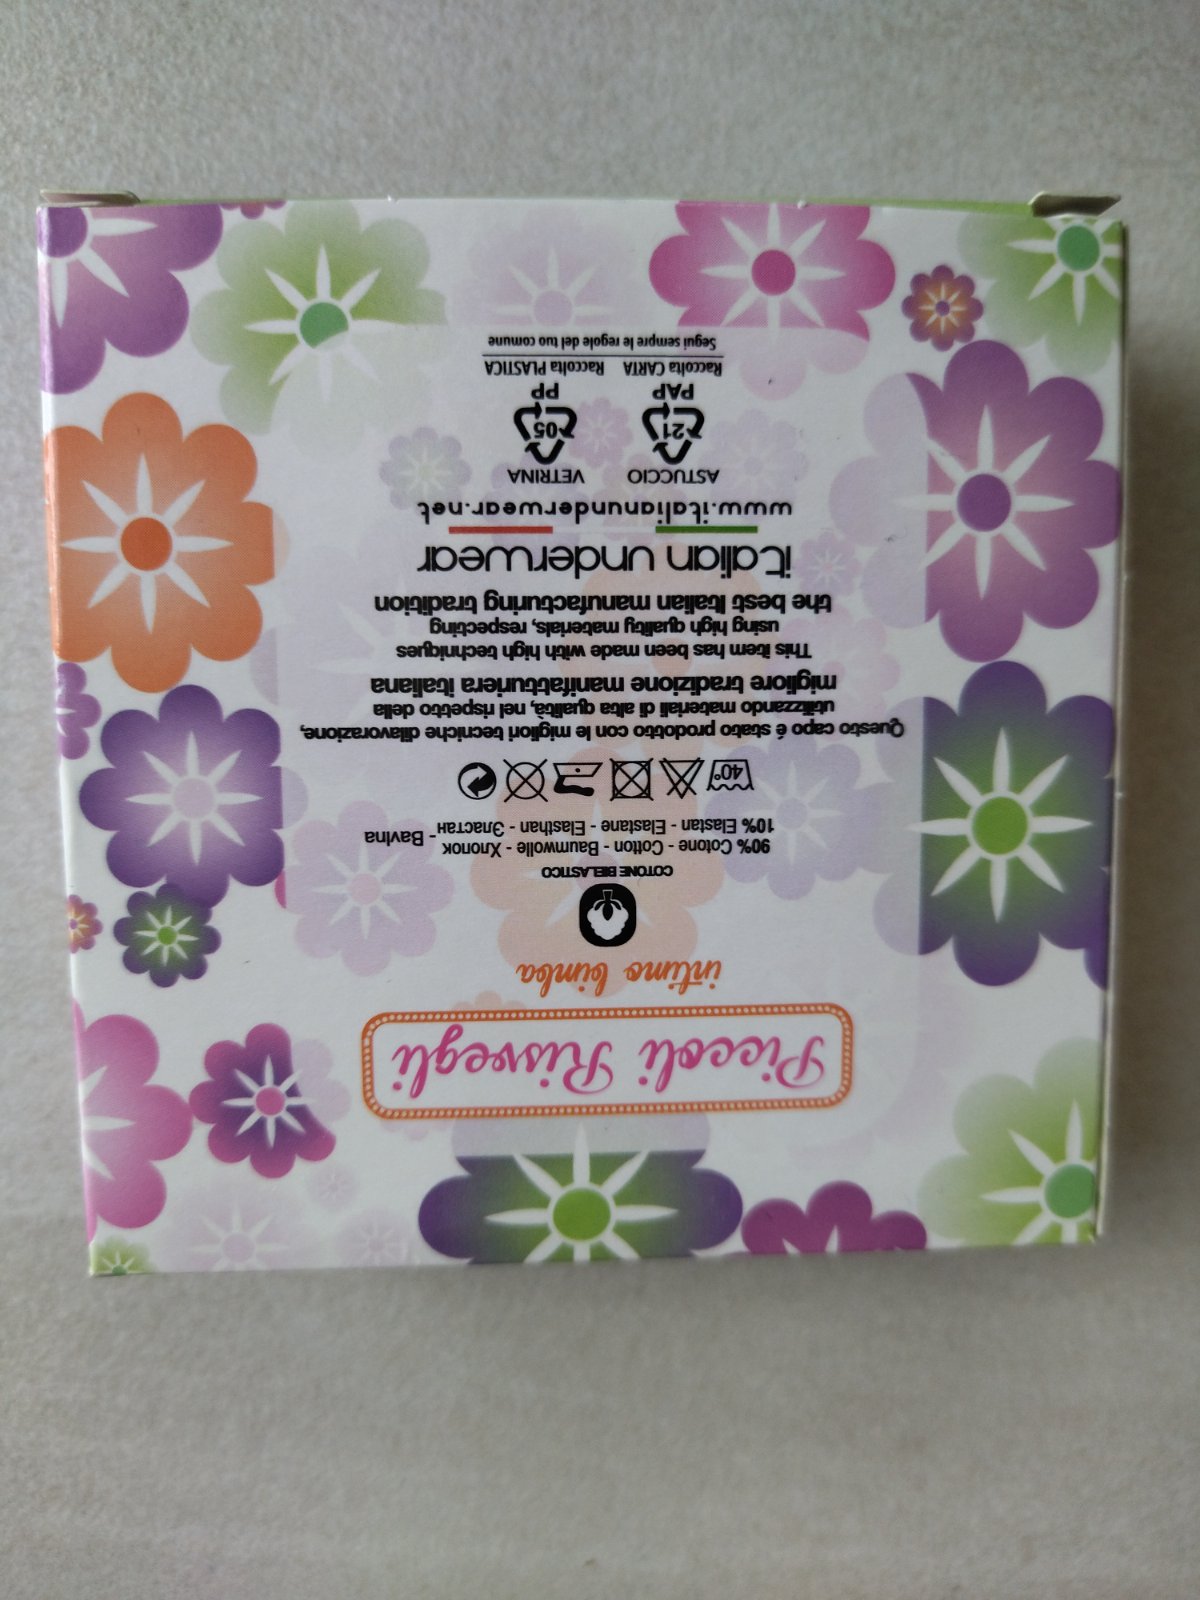 Piccoli Risvegli
intimo bimba
COTONE BIELASTICO
90% Cotone - Cotton - Baumwolle - Хлопок - Bavlna
10% Elastan - Elastane - Elasthan - Эластан
40°
Questo capo é stato prodotto con le migliori tecniche dilavorazione,
utilizzando materiali di alta qualità, nel rispetto della
migliore tradizione manifatturiera italiana
This item has been made with high techniques
using high quality materials, respecting
the best Italian manufacturing tradition
italian underwear
www.italianunderwear.net
ASTUCCIO VETRINA
21 05
PAP PP
Raccolta CARTA Raccolta PLASTICA
Segui sempre le regole del tuo comune